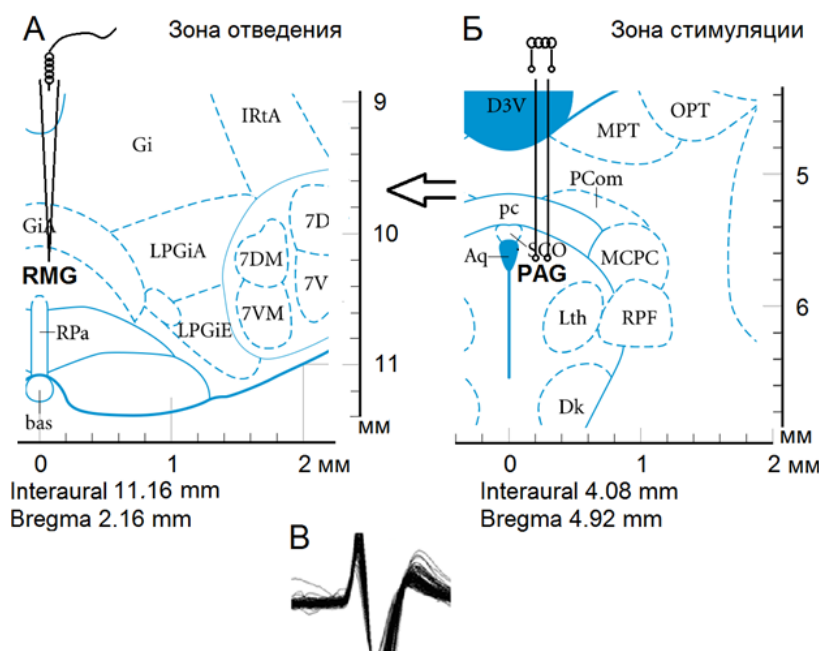 А
Зона отведения
IRtA
Gi
GiA
LPGiA
7D
7DM
RMG
7V
7VM
LPGiE
RPa
bas
9
10
11
мм
0 1 2 мм
Interaural 11.16 mm
Bregma 2.16 mm
Б
Зона стимуляции
D3V
OPT
MPT
PCom
pc
SCO
Aq
PAG
MCPC
Lth
RPF
Dk
5
6
мм
0 1 2 мм
Interaural 4.08 mm
Bregma 4.92 mm
В